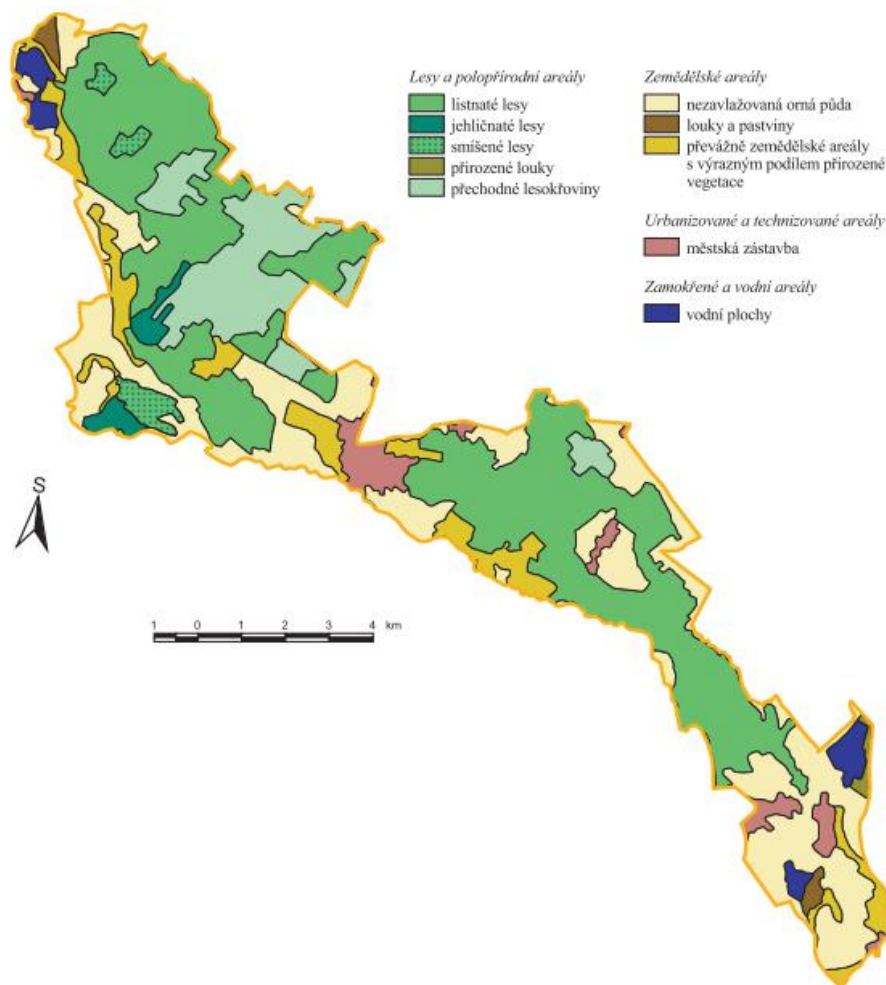 Lesy a polopřírodní areály
listnaté lesy
jehličnaté lesy
smíšené lesy
přirozené louky
přechodné lesokřoviny
Zemědělské areály
nezavlažovaná orná půda
louky a pastviny
převážně zemědělské areály
s výrazným podílem přirozené
vegetace
Urbanizované a technizované areály
městská zástavba
Zamokřené a vodní areály
vodní plochy
S
1 0 1 2 3 4 km